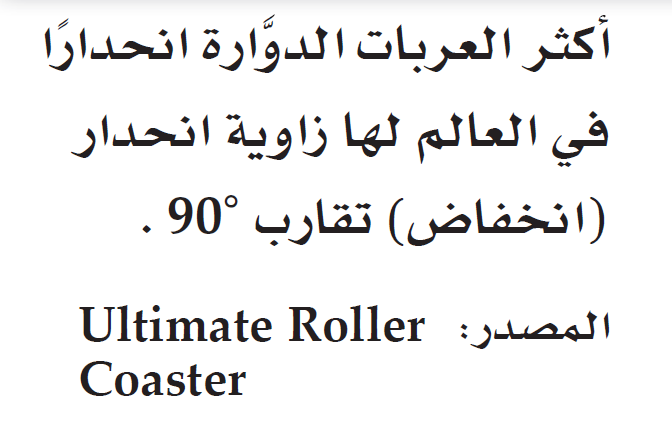 أكثر العربات الدوَّارة انحدارًا
في العالم لها زاوية انحدار
(انخفاض) تقارب 90° .
المصدر: Ultimate Roller
Coaster